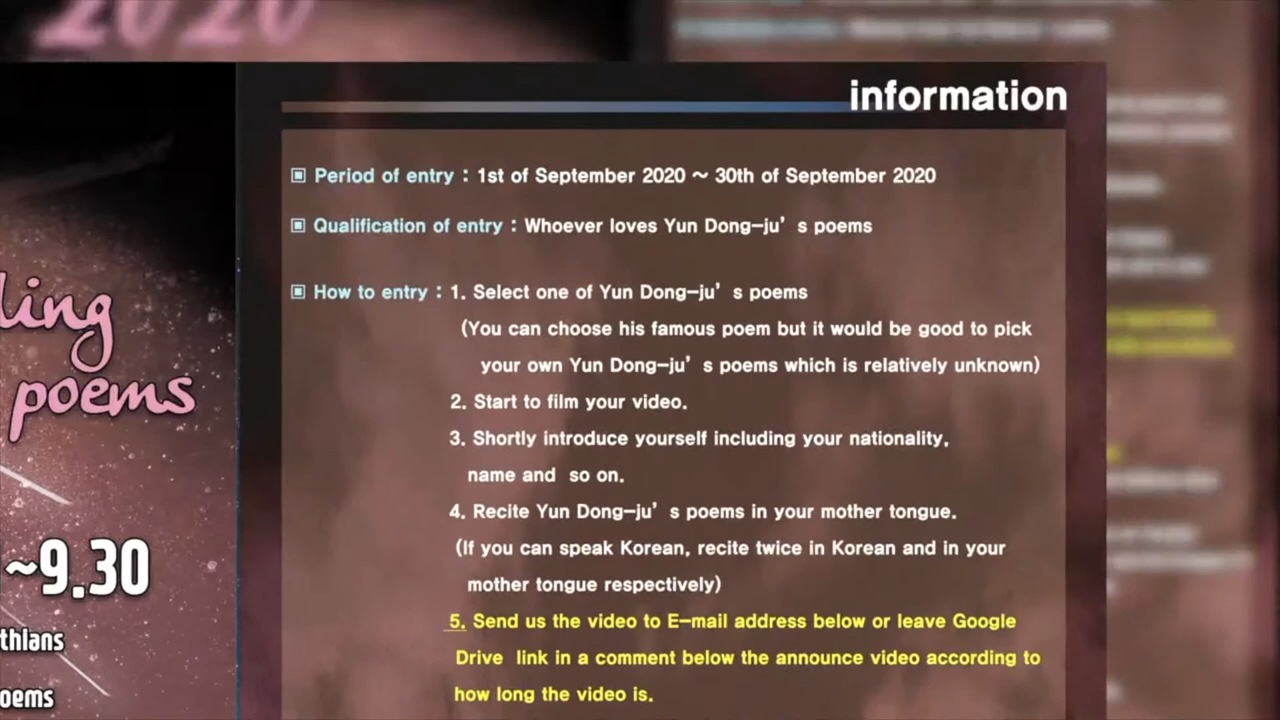 2020
information
▣ Period of entry : 1st of September 2020 ~ 30th of September 2020
▣ Qualification of entry : Whoever loves Yun Dong-ju's poems
▣ How to entry : 1. Select one of Yun Dong-ju's poems
(You can choose his famous poem but it would be good to pick
your own Yun Dong-ju's poems which is relatively unknown)
2. Start to film your video.
3. Shortly introduce yourself including your nationality,
name and so on.
4. Recite Yun Dong-ju's poems in your mother tongue.
(If you can speak Korean, recite twice in Korean and in your
mother tongue respectively)
5. Send us the video to E-mail address below or leave Google
Drive link in a comment below the announce video according to
how long the video is.
ling
poems
~9.30
thians
oems